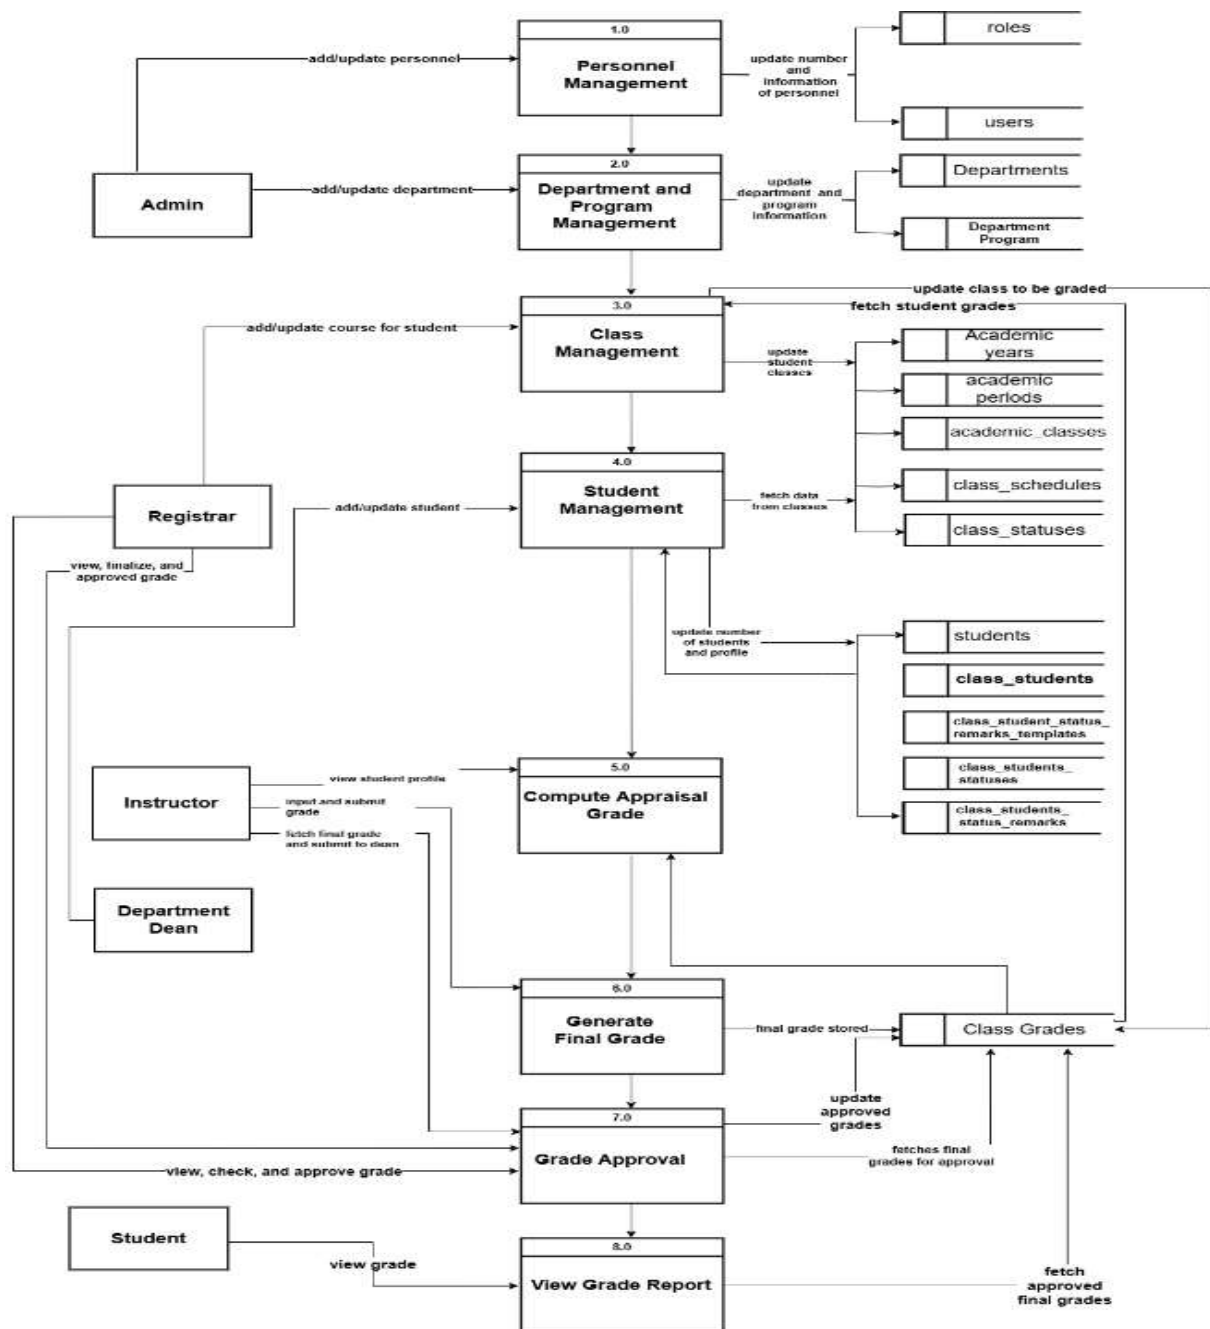 1.0
Personnel
Management
add/update personnel
update number
and
information
of personnel
roles
users
2.0
Department and
Program
Management
Admin
add/update department
update
department and
program
information
Departments
Department
Program
update class to be graded
fetch student grades
3.0
Class
Management
add/update course for student
update
student
classes
Academic
years
academic
periods
academic_classes
4.0
Student
Management
Registrar
add/update student
fetch data
from classes
class_schedules
class_statuses
view, finalize, and
approved grade
update number
of students
and profile
students
class_students
class_student_status_
remarks_templates
class_students_
statuses
class_students_
status_remarks
5.0
Compute Appraisal
Grade
Instructor
view student profile
input and submit
grade
fetch final grade
and submit to dean
Department
Dean
6.0
Generate
Final Grade
final grade stored
Class Grades
update
approved
grades
7.0
Grade Approval
fetches final
grades for approval
view, check, and approve grade
Student
view grade
8.0
View Grade Report
fetch
approved
final grades